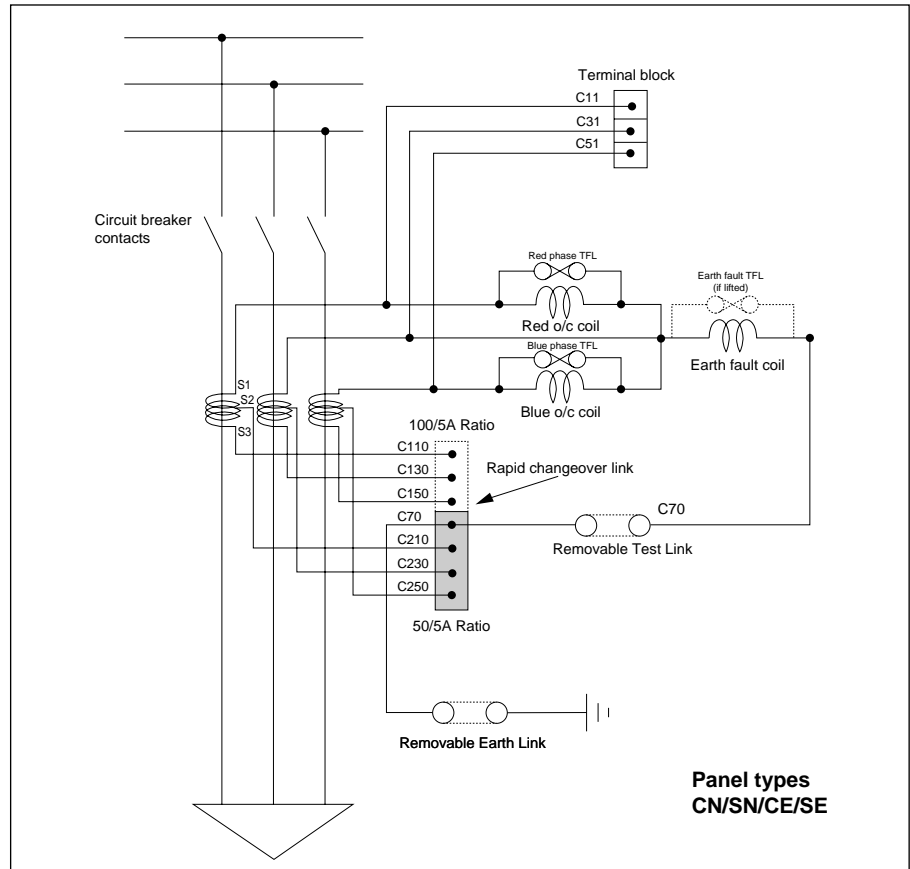 Terminal block
C11
C31
C51
Circuit breaker
contacts
Red phase TFL
Earth fault TFL
(if lifted)
Red o/c coil
Blue phase TFL
Earth fault coil
Blue o/c coil
S1
S2
S3
100/5A Ratio
C110
Rapid changeover link
C130
C150
C70
C70
C210
Removable Test Link
C230
C250
50/5A Ratio
Removable Earth Link
Panel types
CN/SN/CE/SE